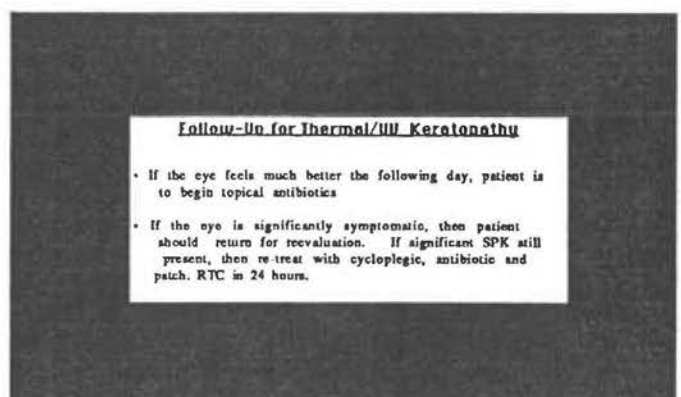 Follow-Up for Thermal/UV Keratopathy
• If the eye feels much better the following day, patient is
to begin topical antibiotics
• If the eye is significantly symptomatic, then patient
should return for reevaluation. If significant SPK still
present, then re-treat with cycloplegic, antibiotic and
patch. RTC in 24 hours.